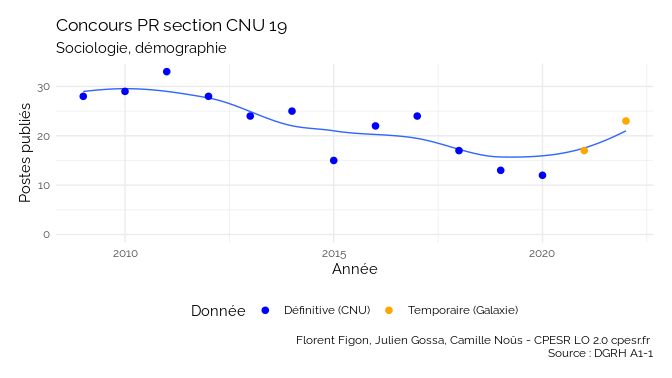 Concours PR section CNU 19
Sociologie, démographie
Postes publiés
30
20
10
0
2010 2015 2020
Année
Donnée Définitive (CNU) Temporaire (Galaxie)
Florent Figon, Julien Gossa, Camille Noûs - CPESR LO 2.0 cpesr.fr
Source : DGRH A1-1